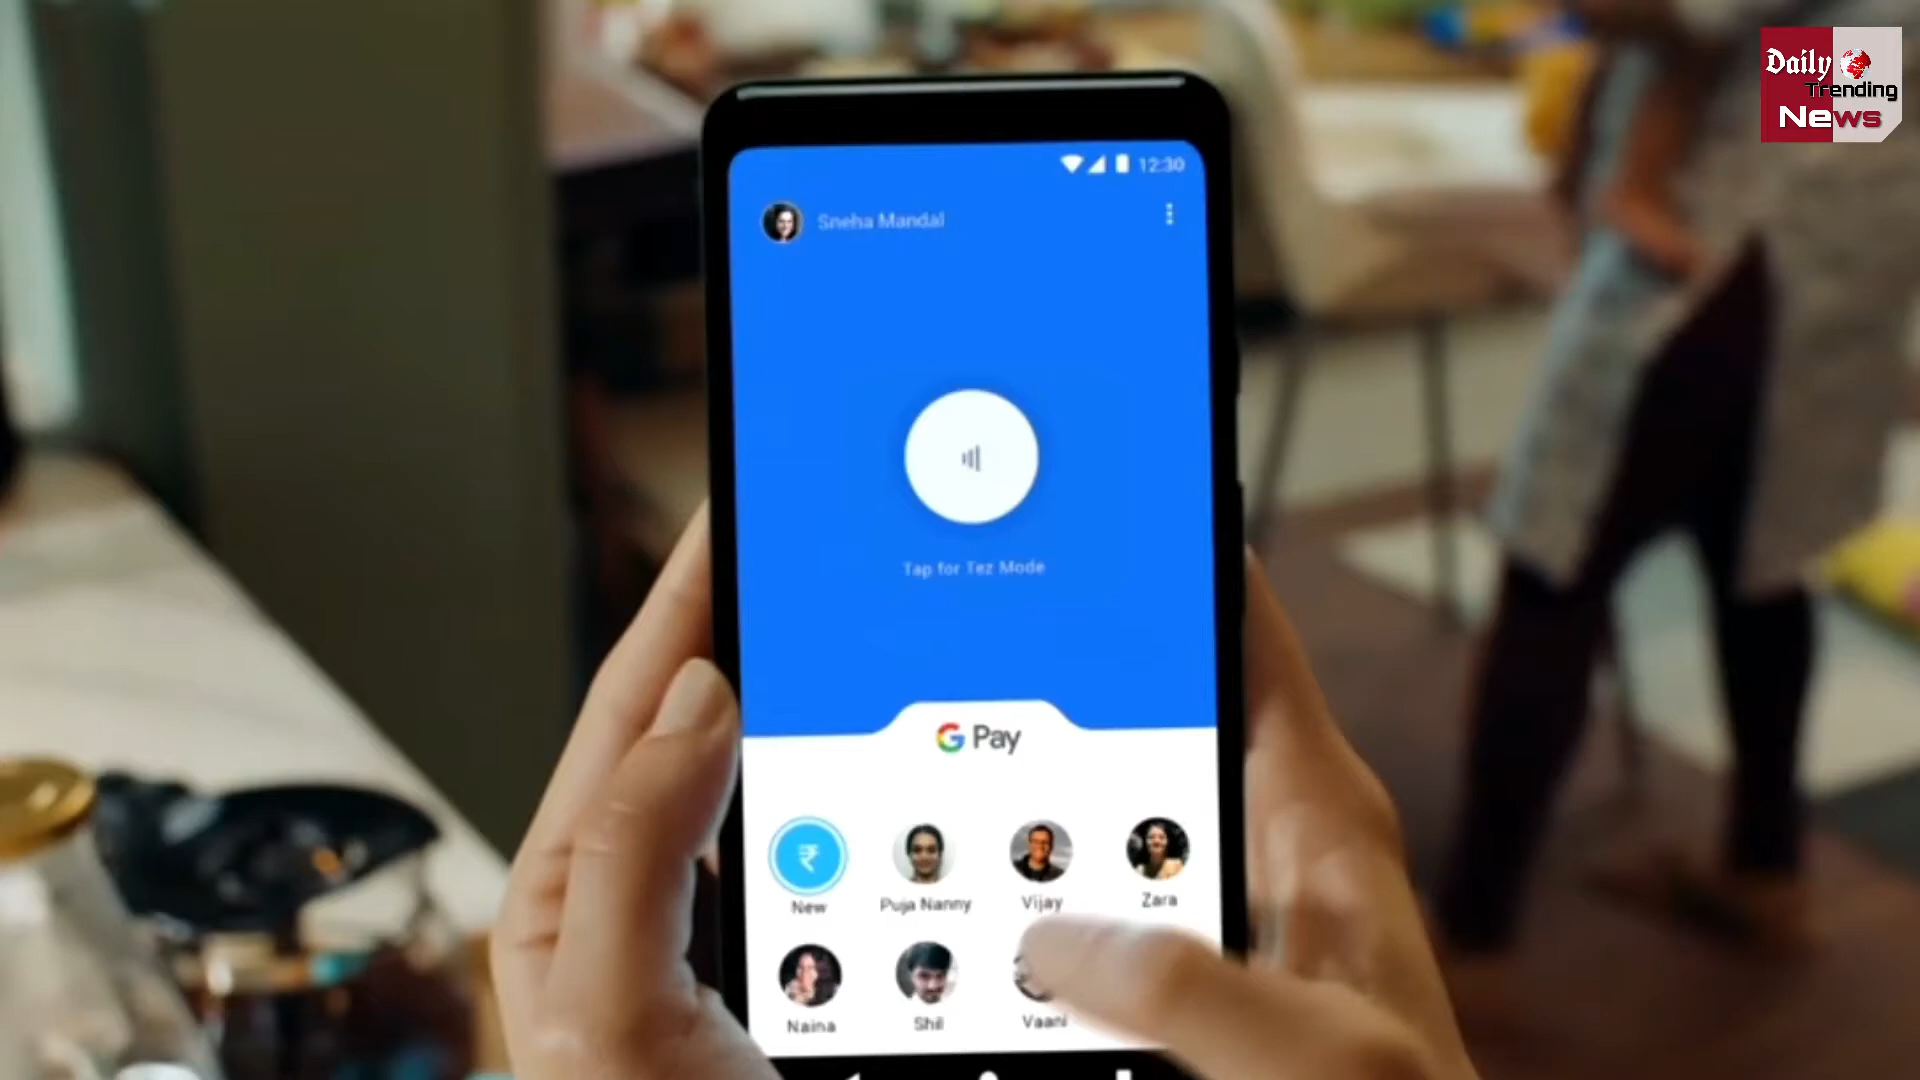 Daily
Trending
News
12:30
Sneha Mandal
Tap for Tez Mode
G Pay
New
Puja Nanny
Vijay
Zara
Naina
Shil
Vaani